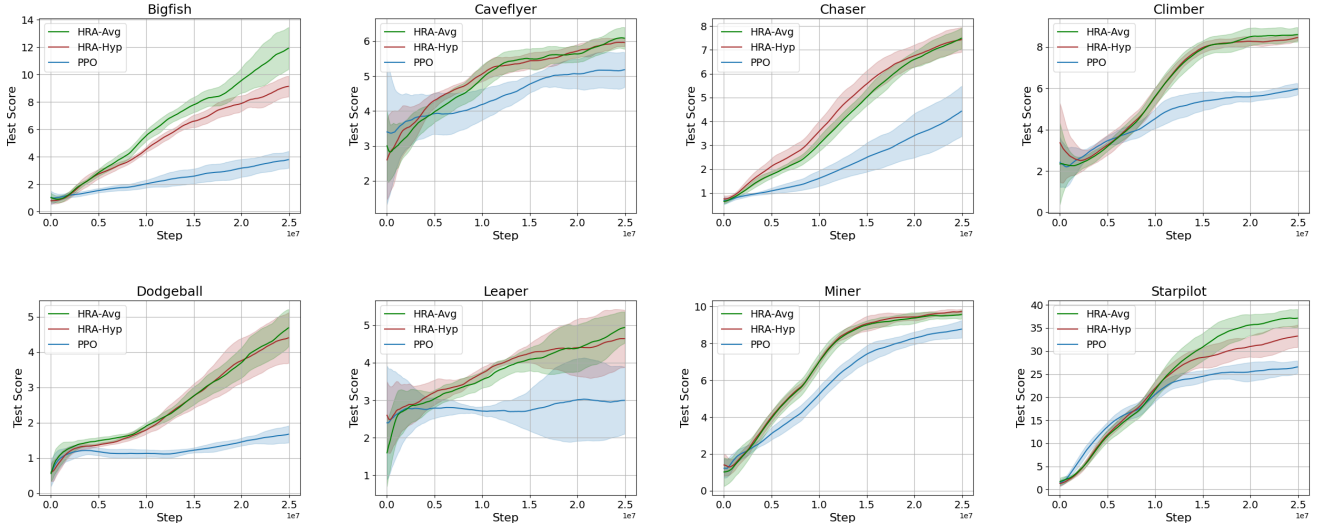 Bigfish
HRA-Avg
HRA-Hyp
PPO
Test Score
14
12
10
8
6
4
2
0
0.0 0.5 1.0 1.5 2.0 2.5
Step
1e7
Caveflyer
HRA-Avg
HRA-Hyp
PPO
Test Score
6
5
4
3
2
0.0 0.5 1.0 1.5 2.0 2.5
Step
1e7
Chaser
HRA-Avg
HRA-Hyp
PPO
Test Score
8
7
6
5
4
3
2
1
0.0 0.5 1.0 1.5 2.0 2.5
Step
1e7
Climber
HRA-Avg
HRA-Hyp
PPO
Test Score
8
6
4
2
0
0.0 0.5 1.0 1.5 2.0 2.5
Step
1e7
Dodgeball
HRA-Avg
HRA-Hyp
PPO
Test Score
5
4
3
2
1
0
0.0 0.5 1.0 1.5 2.0 2.5
Step
1e7
Leaper
HRA-Avg
HRA-Hyp
PPO
Test Score
5
4
3
2
1
0.0 0.5 1.0 1.5 2.0 2.5
Step
1e7
Miner
HRA-Avg
HRA-Hyp
PPO
Test Score
10
8
6
4
2
0
0.0 0.5 1.0 1.5 2.0 2.5
Step
1e7
Starpilot
HRA-Avg
HRA-Hyp
PPO
Test Score
40
35
30
25
20
15
10
5
0
0.0 0.5 1.0 1.5 2.0 2.5
Step
1e7